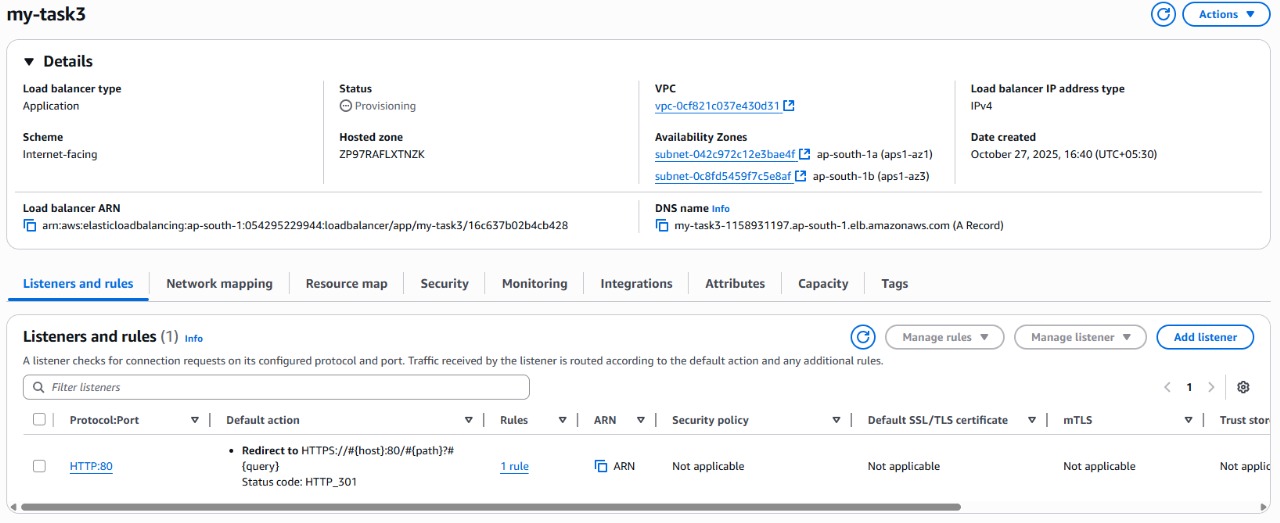 my-task3
Actions
Details
Load balancer type
Application
Status
Provisioning
VPC
vpc-0cf821c037e430d31
Load balancer IP address type
IPv4
Scheme
Internet-facing
Hosted zone
ZP97RAFLXTNZK
Availability Zones
subnet-042c972c12e3bae4f ap-south-1a (aps1-az1)
subnet-0c8fd5459f7c5e8af ap-south-1b (aps1-az3)
Date created
October 27, 2025, 16:40 (UTC+05:30)
Load balancer ARN
arn:aws:elasticloadbalancing:ap-south-1:054295229944:loadbalancer/app/my-task3/16c637b02b4cb428
DNS name Info
my-task3-1158931197.ap-south-1.elb.amazonaws.com (A Record)
Listeners and rules Network mapping Resource map Security Monitoring Integrations Attributes Capacity Tags
Listeners and rules (1) Info
Manage rules Manage listener Add listener
A listener checks for connection requests on its configured protocol and port. Traffic received by the listener is routed according to the default action and any additional rules.
Filter listeners
1
Protocol:Port Default action Rules ARN Security policy Default SSL/TLS certificate mTLS Trust stor
HTTP:80
• Redirect to HTTPS://#{host}:80/#{path}?#
{query}
Status code: HTTP_301
1 rule
ARN
Not applicable
Not applicable
Not applicable
Not applic